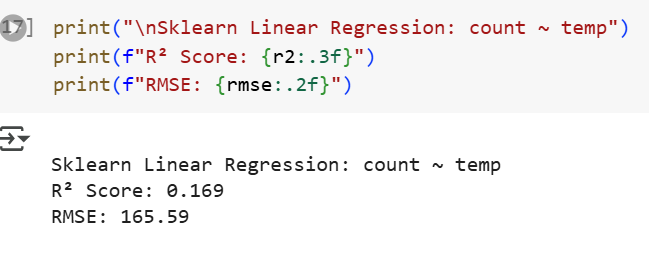 17] print("\nSklearn Linear Regression: count ~ temp")
print(f"R² Score: {r2:.3f}")
print(f"RMSE: {rmse:.2f}")
Sklearn Linear Regression: count ~ temp
R² Score: 0.169
RMSE: 165.59